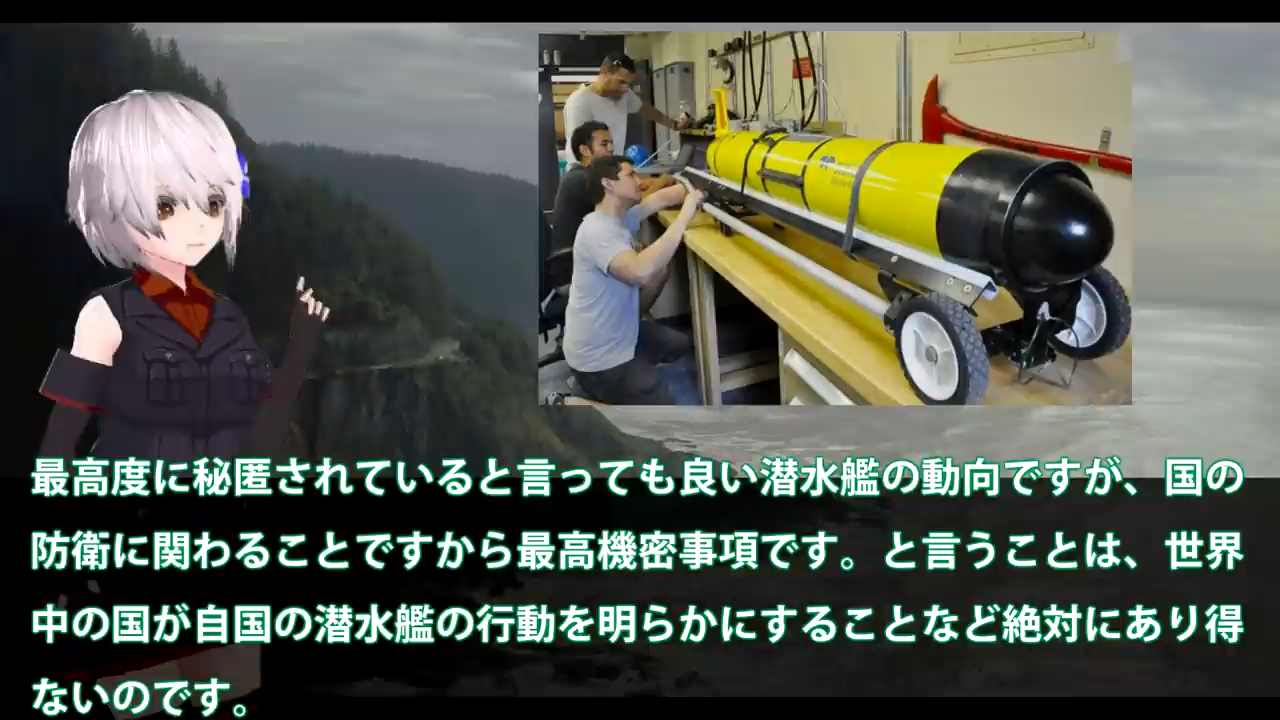 最高度に秘匿されていると言っても良い潜水艦の動向ですが、国の
防衛に関わることですから最高機密事項です。と言うことは、世界
中の国が自国の潜水艦の行動を明らかにすることなど絶対にあり得
ないのです。